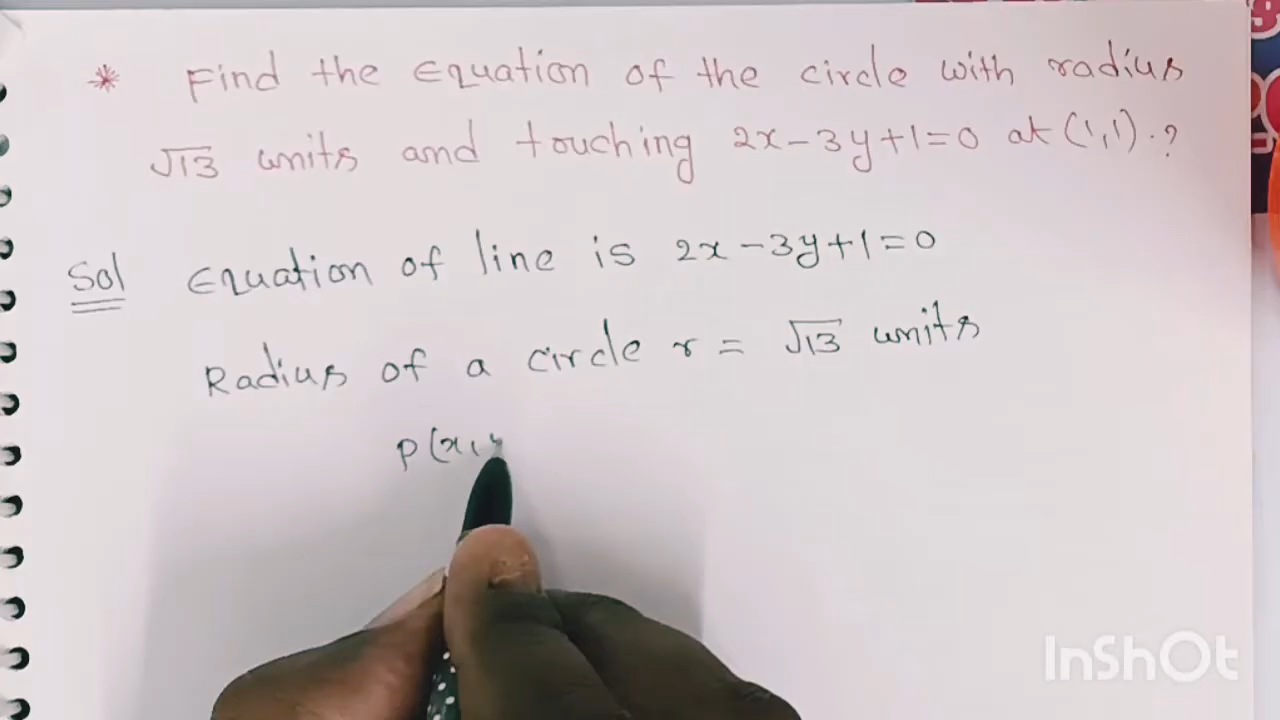 * Find the Equation of the circle with radius
√13 units and touching 2x-3y+1=0 at (1,1).?
Sol Equation of line is 2x-3y+1=0
Radius of a circle r = √13 units
P(x,
InShOt